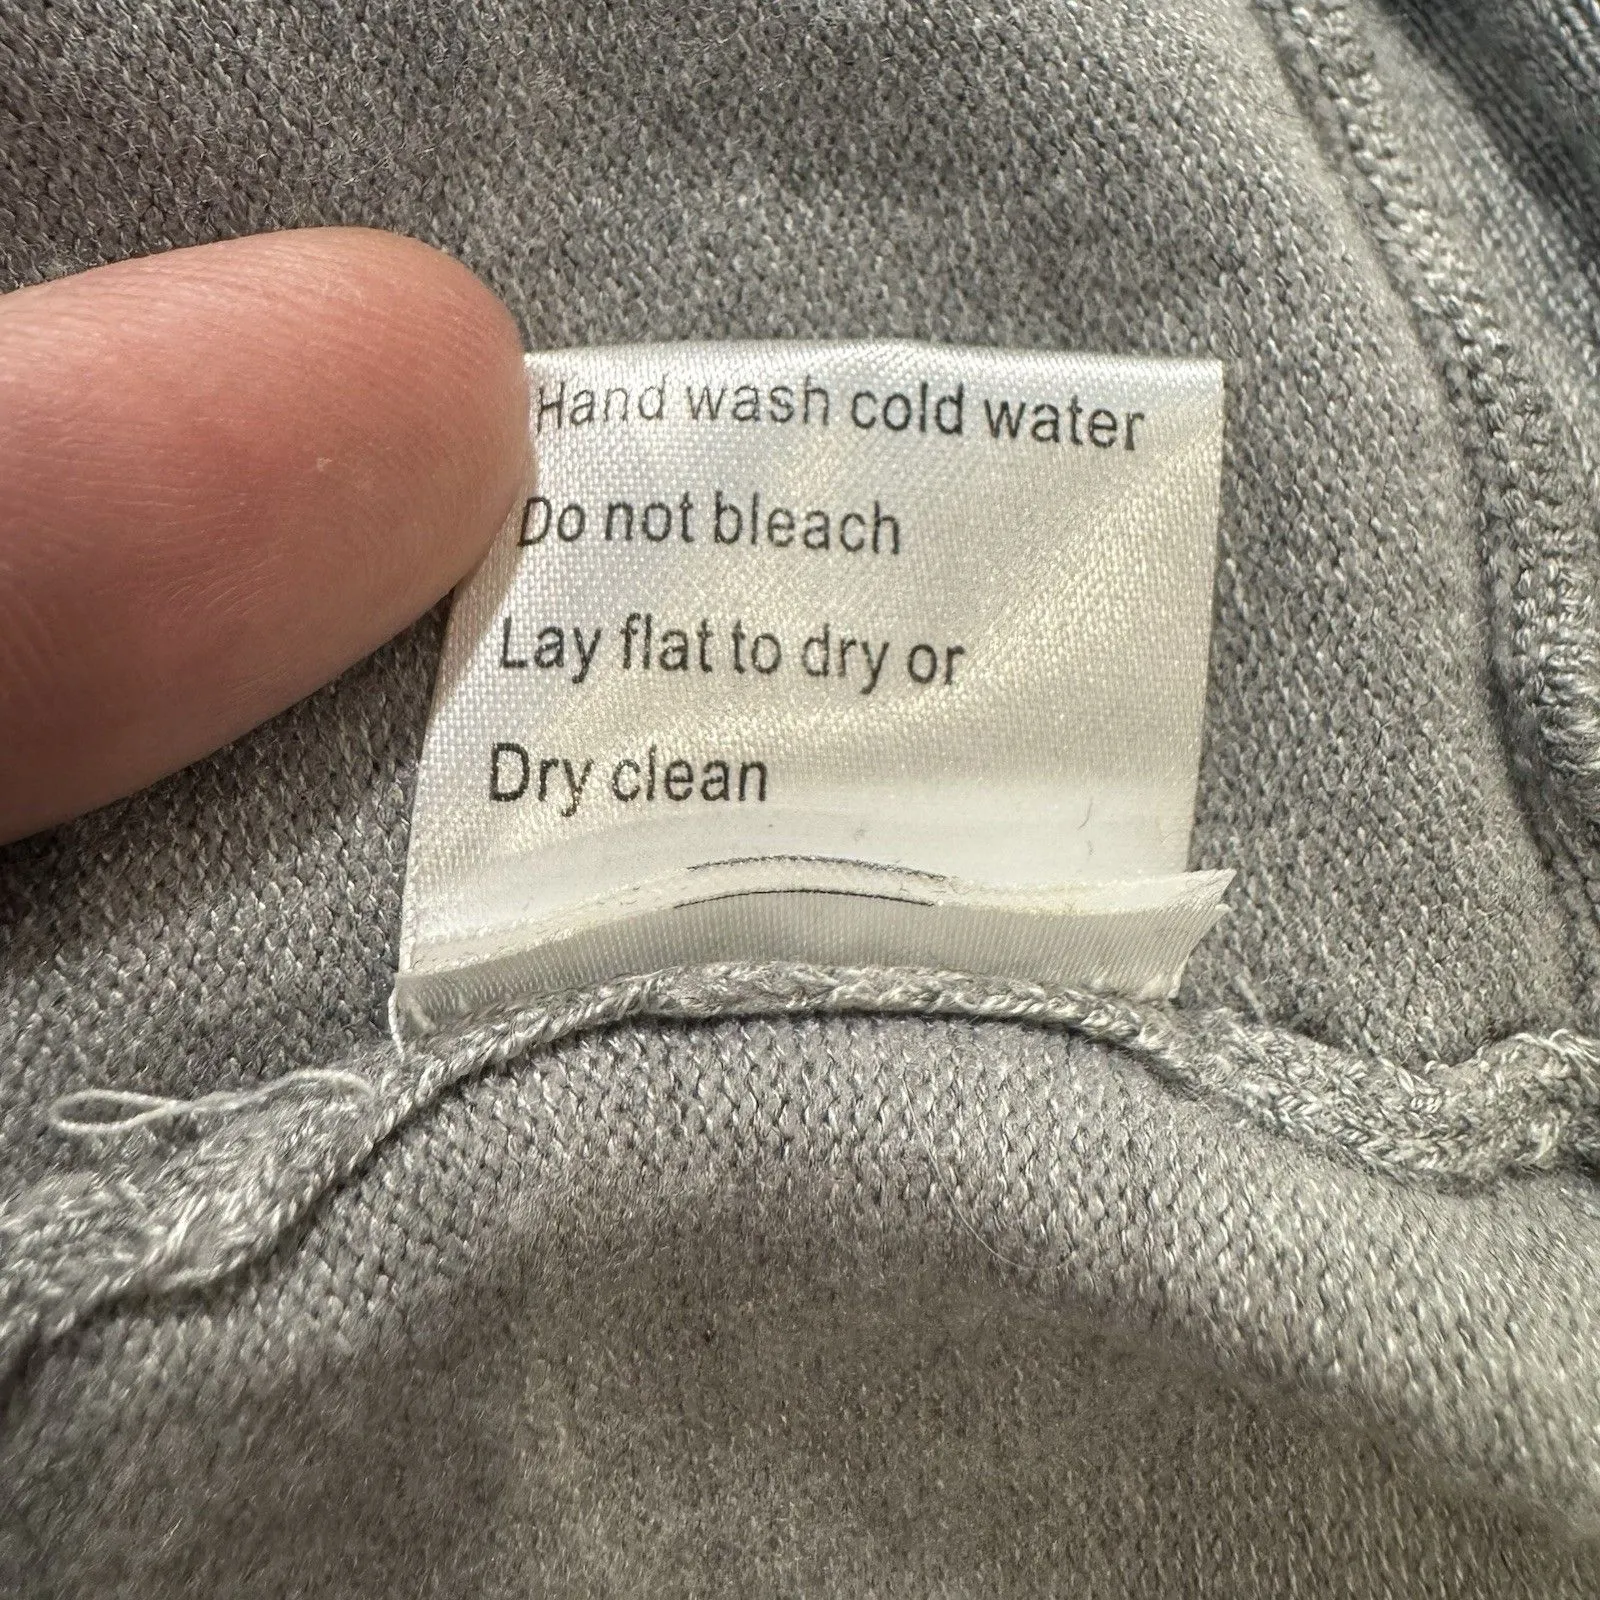 Hand wash cold water
Do not bleach
Lay flat to dry or
Dry clean